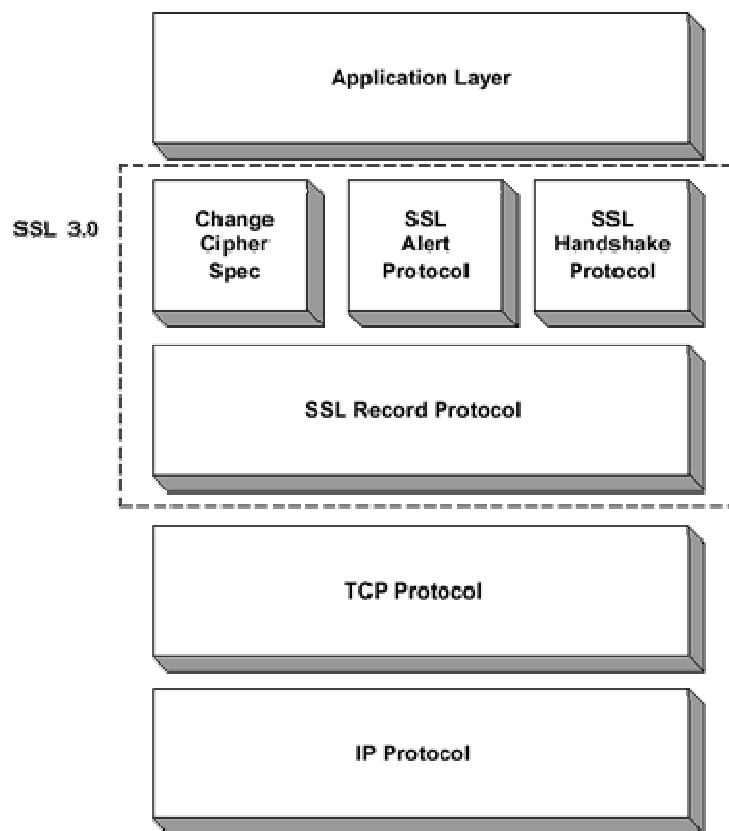 Application Layer
SSL 3.0
Change
Cipher
Spec
SSL
Alert
Protocol
SSL
Handshake
Protocol
SSL Record Protocol
TCP Protocol
IP Protocol